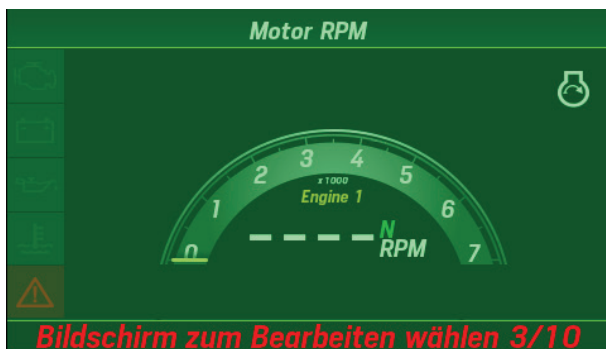 Motor RPM
0
1
2
3
4
5
6
7
x 1000
Engine 1
N
– – – – RPM
Bildschirm zum Bearbeiten wählen 3/10